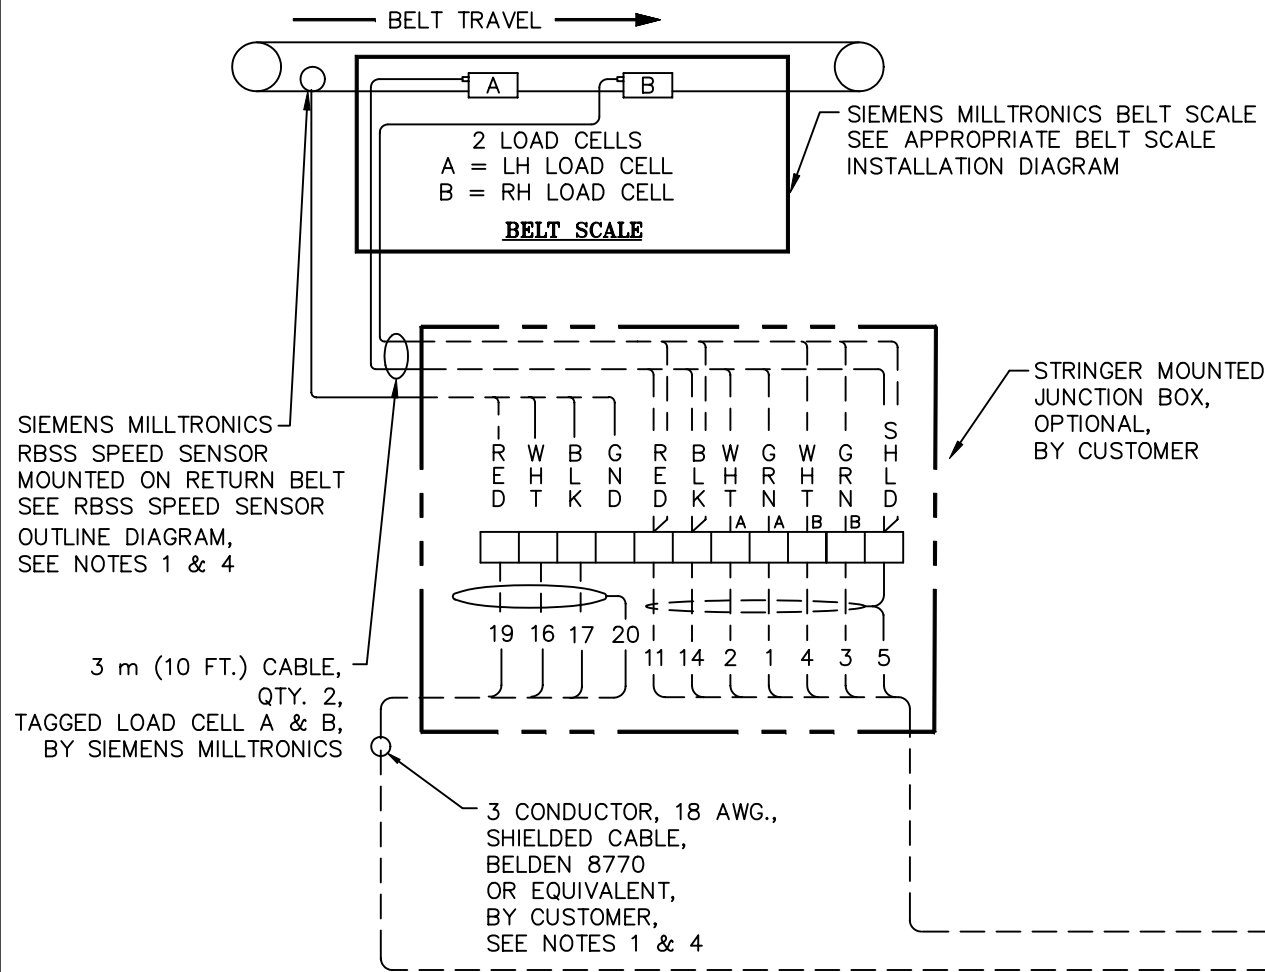 BELT TRAVEL
A
B
2 LOAD CELLS
A = LH LOAD CELL
B = RH LOAD CELL
BELT SCALE
SIEMENS MILLTRONICS BELT SCALE
SEE APPROPRIATE BELT SCALE
INSTALLATION DIAGRAM
STRINGER MOUNTED
JUNCTION BOX,
OPTIONAL,
BY CUSTOMER
SIEMENS MILLTRONICS
RBSS SPEED SENSOR
MOUNTED ON RETURN BELT
SEE RBSS SPEED SENSOR
OUTLINE DIAGRAM,
SEE NOTES 1 & 4
RED
WHT
BLK
GND
RED
BLK
WHT
GRN
WHT
GRN
SHLD
A A B B
19 16 17 20
11 14 2 1 4 3 5
3 m (10 FT.) CABLE,
QTY. 2,
TAGGED LOAD CELL A & B,
BY SIEMENS MILLTRONICS
3 CONDUCTOR, 18 AWG.,
SHIELDED CABLE,
BELDEN 8770
OR EQUIVALENT,
BY CUSTOMER,
SEE NOTES 1 & 4